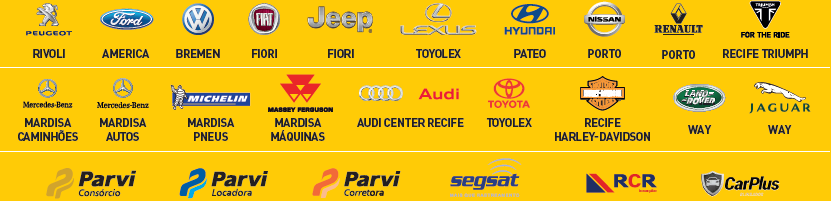 PEUGEOT Ford FIAT Jeep LEXUS HYUNDAI NISSAN RENAULT TRIUMPH
FOR THE RIDE
RIVOLI AMERICA BREMEN FIORI FIORI TOYOLEX PATEO PORTO PORTO RECIFE TRIUMPH
Mercedes-Benz Mercedes-Benz MICHELIN MASSEY FERGUSON Audi TOYOTA LAND ROVER JAGUAR
MARDISA MARDISA MARDISA MARDISA AUDI CENTER RECIFE TOYOLEX RECIFE WAY WAY
CAMINHÕES AUTOS PNEUS MÁQUINAS HARLEY-DAVIDSON
Parvi Parvi Parvi segsat RCR CarPlus
Consórcio Locadora Corretora